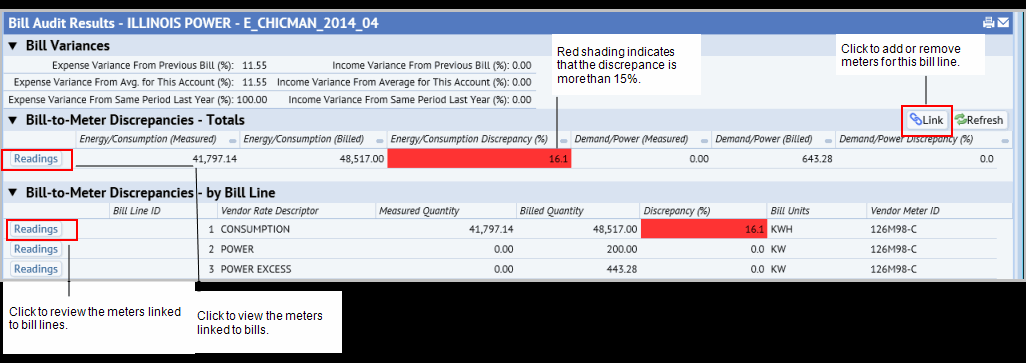 Bill Audit Results - ILLINOIS POWER - E_CHICMAN_2014_04
Bill Variances
Expense Variance From Previous Bill (%): 11.55 Income Variance From Previous Bill (%): 0.00
Expense Variance From Avg. for This Account (%): 11.55 Income Variance From Average for This Account (%): 0.00
Expense Variance From Same Period Last Year (%): 100.00 Income Variance From Same Period Last Year (%): 0.00
Red shading indicates
that the discrepance is
more than 15%.
Click to add or remove
meters for this bill line.
Bill-to-Meter Discrepancies - Totals
Link Refresh
Energy/Consumption (Measured) Energy/Consumption (Billed) Energy/Consumption Discrepancy (%) Demand/Power (Measured) Demand/Power (Billed) Demand/Power Discrepancy (%)
Readings 41,797.14 48,517.00 16.1 0.00 643.28 0.0
Bill-to-Meter Discrepancies - by Bill Line
Bill Line ID Vendor Rate Descriptor Measured Quantity Billed Quantity Discrepancy (%) Bill Units Vendor Meter ID
Readings 1 CONSUMPTION 41,797.14 48,517.00 16.1 KWH 126M98-C
Readings 2 POWER 0.00 200.00 0.0 KW 126M98-C
Readings 3 POWER EXCESS 0.00 443.28 0.0 KW 126M98-C
Click to review the meters linked
to bill lines.
Click to view the meters
linked to bills.